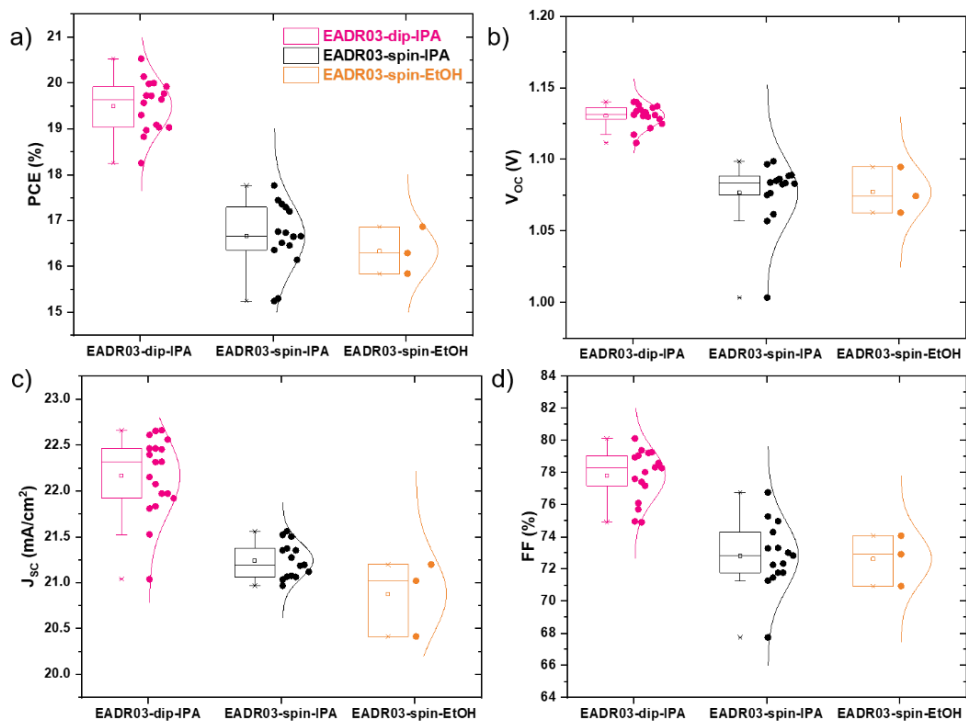 a)
PCE (%)
21
20
19
18
17
16
15
EADR03-dip-IPA
EADR03-spin-IPA
EADR03-spin-EtOH
EADR03-dip-IPA
EADR03-spin-IPA
EADR03-spin-EtOH
b)
VOC (V)
1.20
1.15
1.10
1.05
1.00
EADR03-dip-IPA
EADR03-spin-IPA
EADR03-spin-EtOH
c)
JSC (mA/cm2)
23.0
22.5
22.0
21.5
21.0
20.5
20.0
EADR03-dip-IPA
EADR03-spin-IPA
EADR03-spin-EtOH
d)
FF (%)
84
82
80
78
76
74
72
70
68
66
64
EADR03-dip-IPA
EADR03-spin-IPA
EADR03-spin-EtOH